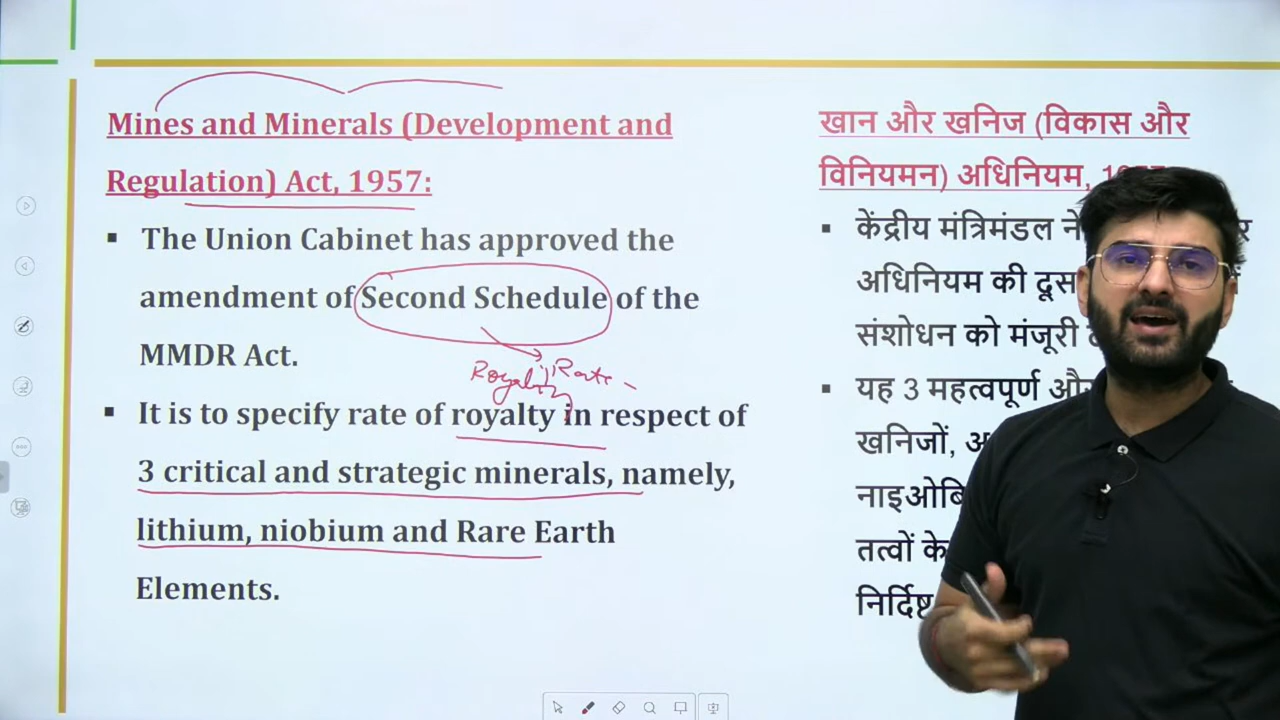 Mines and Minerals (Development and
Regulation) Act, 1957:
▪ The Union Cabinet has approved the
amendment of Second Schedule of the
MMDR Act.
Royalty Rate
▪ It is to specify rate of royalty in respect of
3 critical and strategic minerals, namely,
lithium, niobium and Rare Earth
Elements.
खान और खनिज (विकास और
विनियमन) अधिनियम,
▪ केंद्रीय मंत्रिमंडल ने
अधिनियम की
संशोधन को मंजूरी
▪ यह 3 महत्वपूर्ण
खनिजों,
तत्वों के